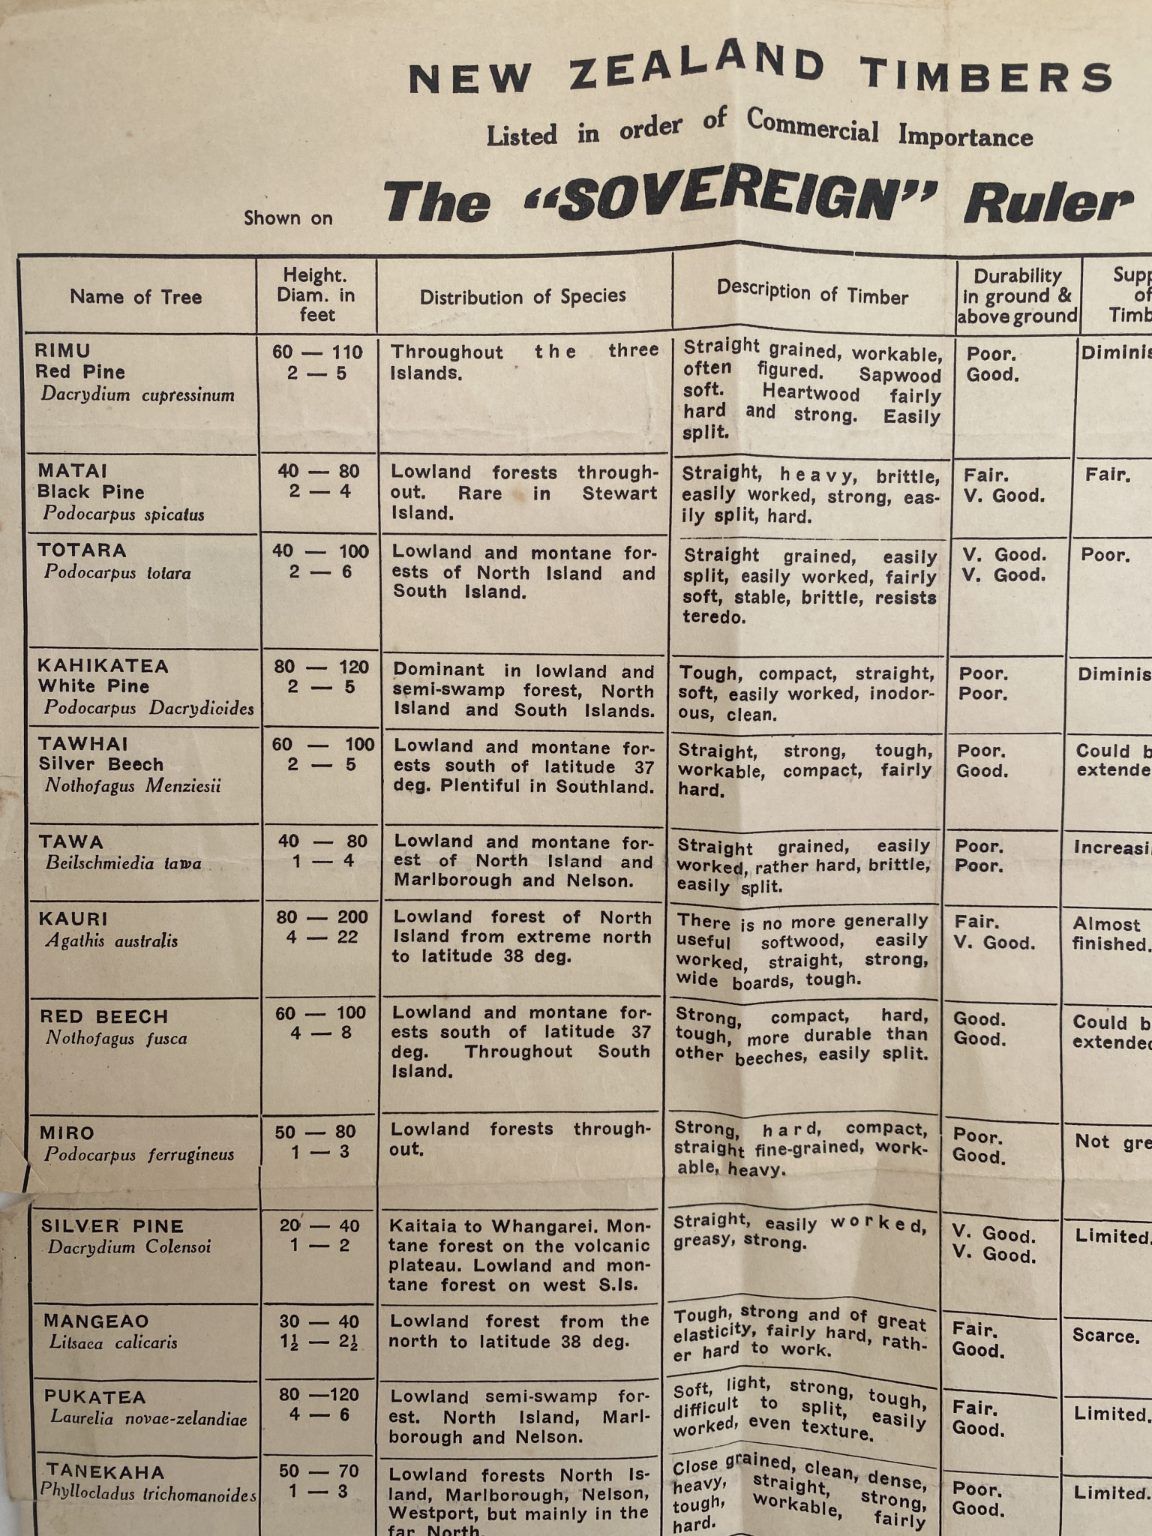 NEW ZEALAND TIMBERS
Listed in order of Commercial Importance
Shown on The “SOVEREIGN” Ruler
Name of Tree
Height.
Diam. in
feet
Distribution of Species
Description of Timber
Durability
in ground &
above ground
RIMU
Red Pine
Dacrydium cupressinum
60 — 110
2 — 5
Throughout the three
Islands.
Straight grained, workable,
often figured. Sapwood
soft. Heartwood fairly
hard and strong. Easily
split.
Poor.
Good.
MATAI
Black Pine
Podocarpus spicatus
40 — 80
2 — 4
Lowland forests through-
out. Rare in Stewart
Island.
Straight, heavy, brittle,
easily worked, strong, eas-
ily split, hard.
Fair.
V. Good.
Fair.
TOTARA
Podocarpus totara
40 — 100
2 — 6
Lowland and montane for-
ests of North Island and
South Island.
Straight grained, easily
split, easily worked, fairly
soft, stable, brittle, resists
teredo.
V. Good.
V. Good.
Poor.
KAHIKATEA
White Pine
Podocarpus Dacrydioides
80 — 120
2 — 5
Dominant in lowland and
semi-swamp forest, North
Island and South Islands.
Tough, compact, straight,
soft, easily worked, inodor-
ous, clean.
Poor.
Poor.
TAWHAI
Silver Beech
Nothofagus Menziesii
60 — 100
2 — 5
Lowland and montane for-
ests south of latitude 37
deg. Plentiful in Southland.
Straight, strong, tough,
workable, compact, fairly
hard.
Poor.
Good.
Could
TAWA
Beilschmiedia tawa
40 — 80
1 — 4
Lowland and montane for-
est of North Island and
Marlborough and Nelson.
Straight grained, easily
worked, rather hard, brittle,
easily split.
Poor.
Poor.
KAURI
Agathis australis
80 — 200
4 — 22
Lowland forest of North
Island from extreme north
to latitude 38 deg.
There is no more generally
useful softwood, easily
worked, straight, strong,
wide boards, tough.
Fair.
V. Good.
Almost
finished.
RED BEECH
Nothofagus fusca
60 — 100
4 — 8
Lowland and montane for-
ests south of latitude 37
deg. Throughout South
Island.
Strong, compact, hard,
tough, more durable than
other beeches, easily split.
Good.
Good.
Could
MIRO
Podocarpus ferrugineus
50 — 80
1 — 3
Lowland forests through-
out.
Strong, hard, compact,
straight fine-grained, work-
able, heavy.
Poor.
Good.
Not
SILVER PINE
Dacrydium Colensoi
20 — 40
1 — 2
Kaitaia to Whangarei. Mon-
tane forest on the volcanic
plateau. Lowland and mon-
tane forest on west S.Is.
Straight, easily worked,
greasy, strong.
V. Good.
V. Good.
Limited.
MANGEAO
Litsaea calicaris
30 — 40
1½ — 2½
Lowland forest from the
north to latitude 38 deg.
Tough, strong and of great
elasticity, fairly hard, rath-
er hard to work.
Fair.
Good.
Scarce.
PUKATEA
Laurelia novae-zelandiae
80 —120
4 — 6
Lowland semi-swamp for-
est. North Island, Marl-
borough and Nelson.
Soft, light, strong, tough,
difficult to split, easily
worked, even texture.
Fair.
Good.
Limited.
TANEKAHA
Phyllocladus trichomanoides
50 — 70
1 — 3
Lowland forests North Is-
land, Marlborough, Nelson,
Westport, but mainly in the
far North.
Close grained, clean, dense,
heavy, straight, strong,
tough, workable, fairly
hard.
Poor.
Good.
Limited.